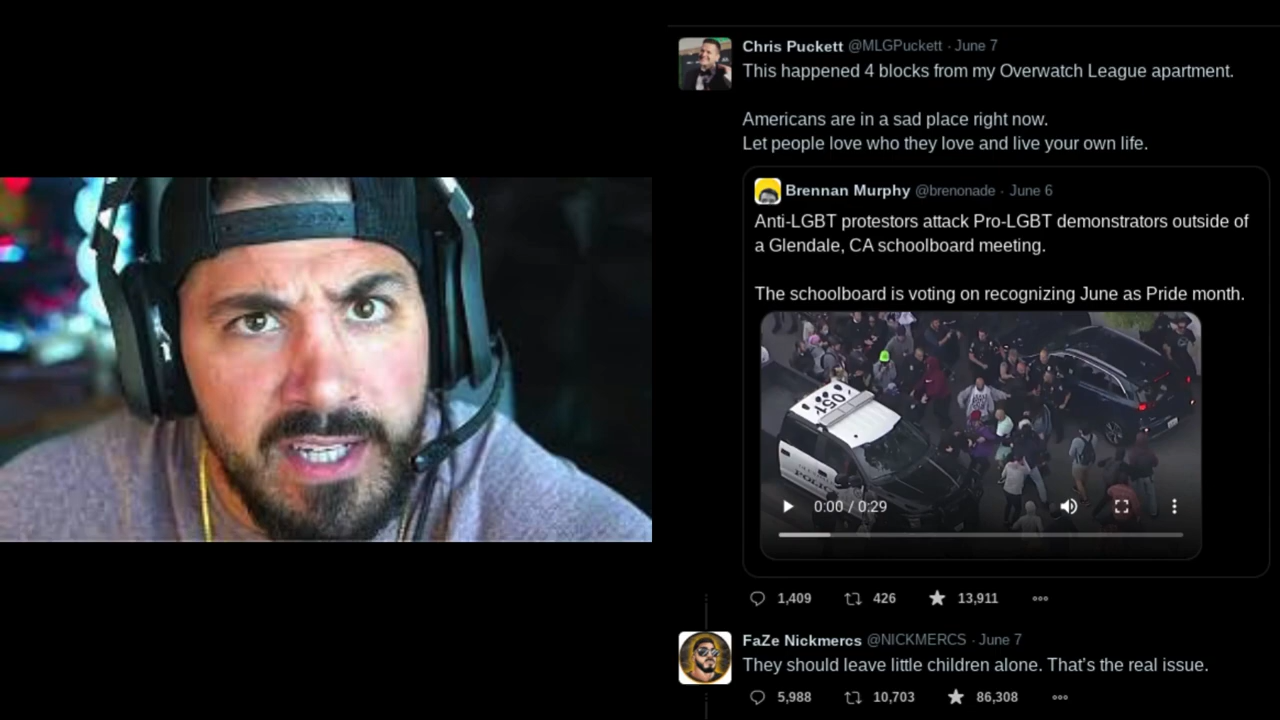 Chris Puckett @MLGPuckett · June 7
This happened 4 blocks from my Overwatch League apartment.
Americans are in a sad place right now.
Let people love who they love and live your own life.
Brennan Murphy @brenonade · June 6
Anti-LGBT protestors attack Pro-LGBT demonstrators outside of
a Glendale, CA schoolboard meeting.
The schoolboard is voting on recognizing June as Pride month.
051
POLIC
0:00 / 0:29
1,409 426 13,911
FaZe Nickmercs @NICKMERCS · June 7
They should leave little children alone. That's the real issue.
5,988 10,703 86,308